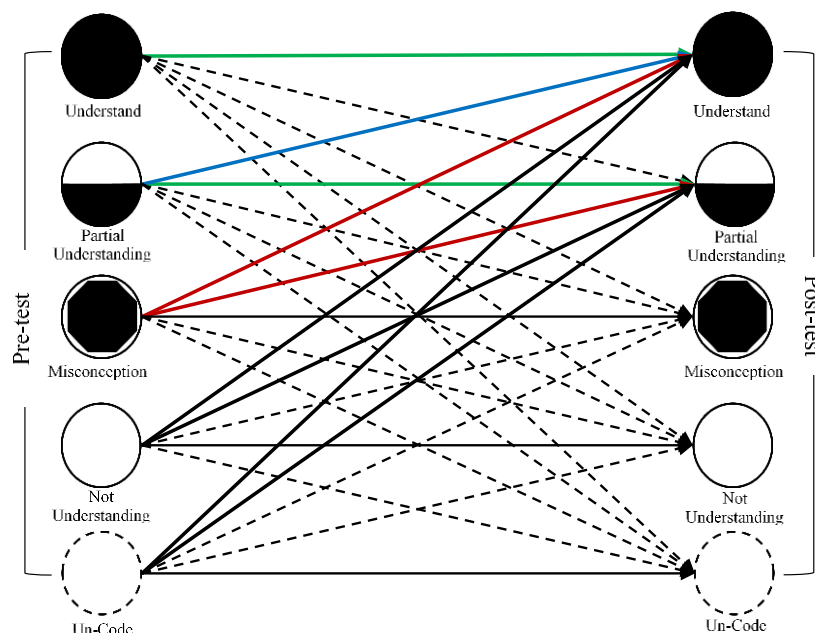 Understand
Understand
Partial
Understanding
Partial
Understanding
Pre-test
Post-test
Misconception
Misconception
Not
Understanding
Not
Understanding
Un-Code
Un-Code